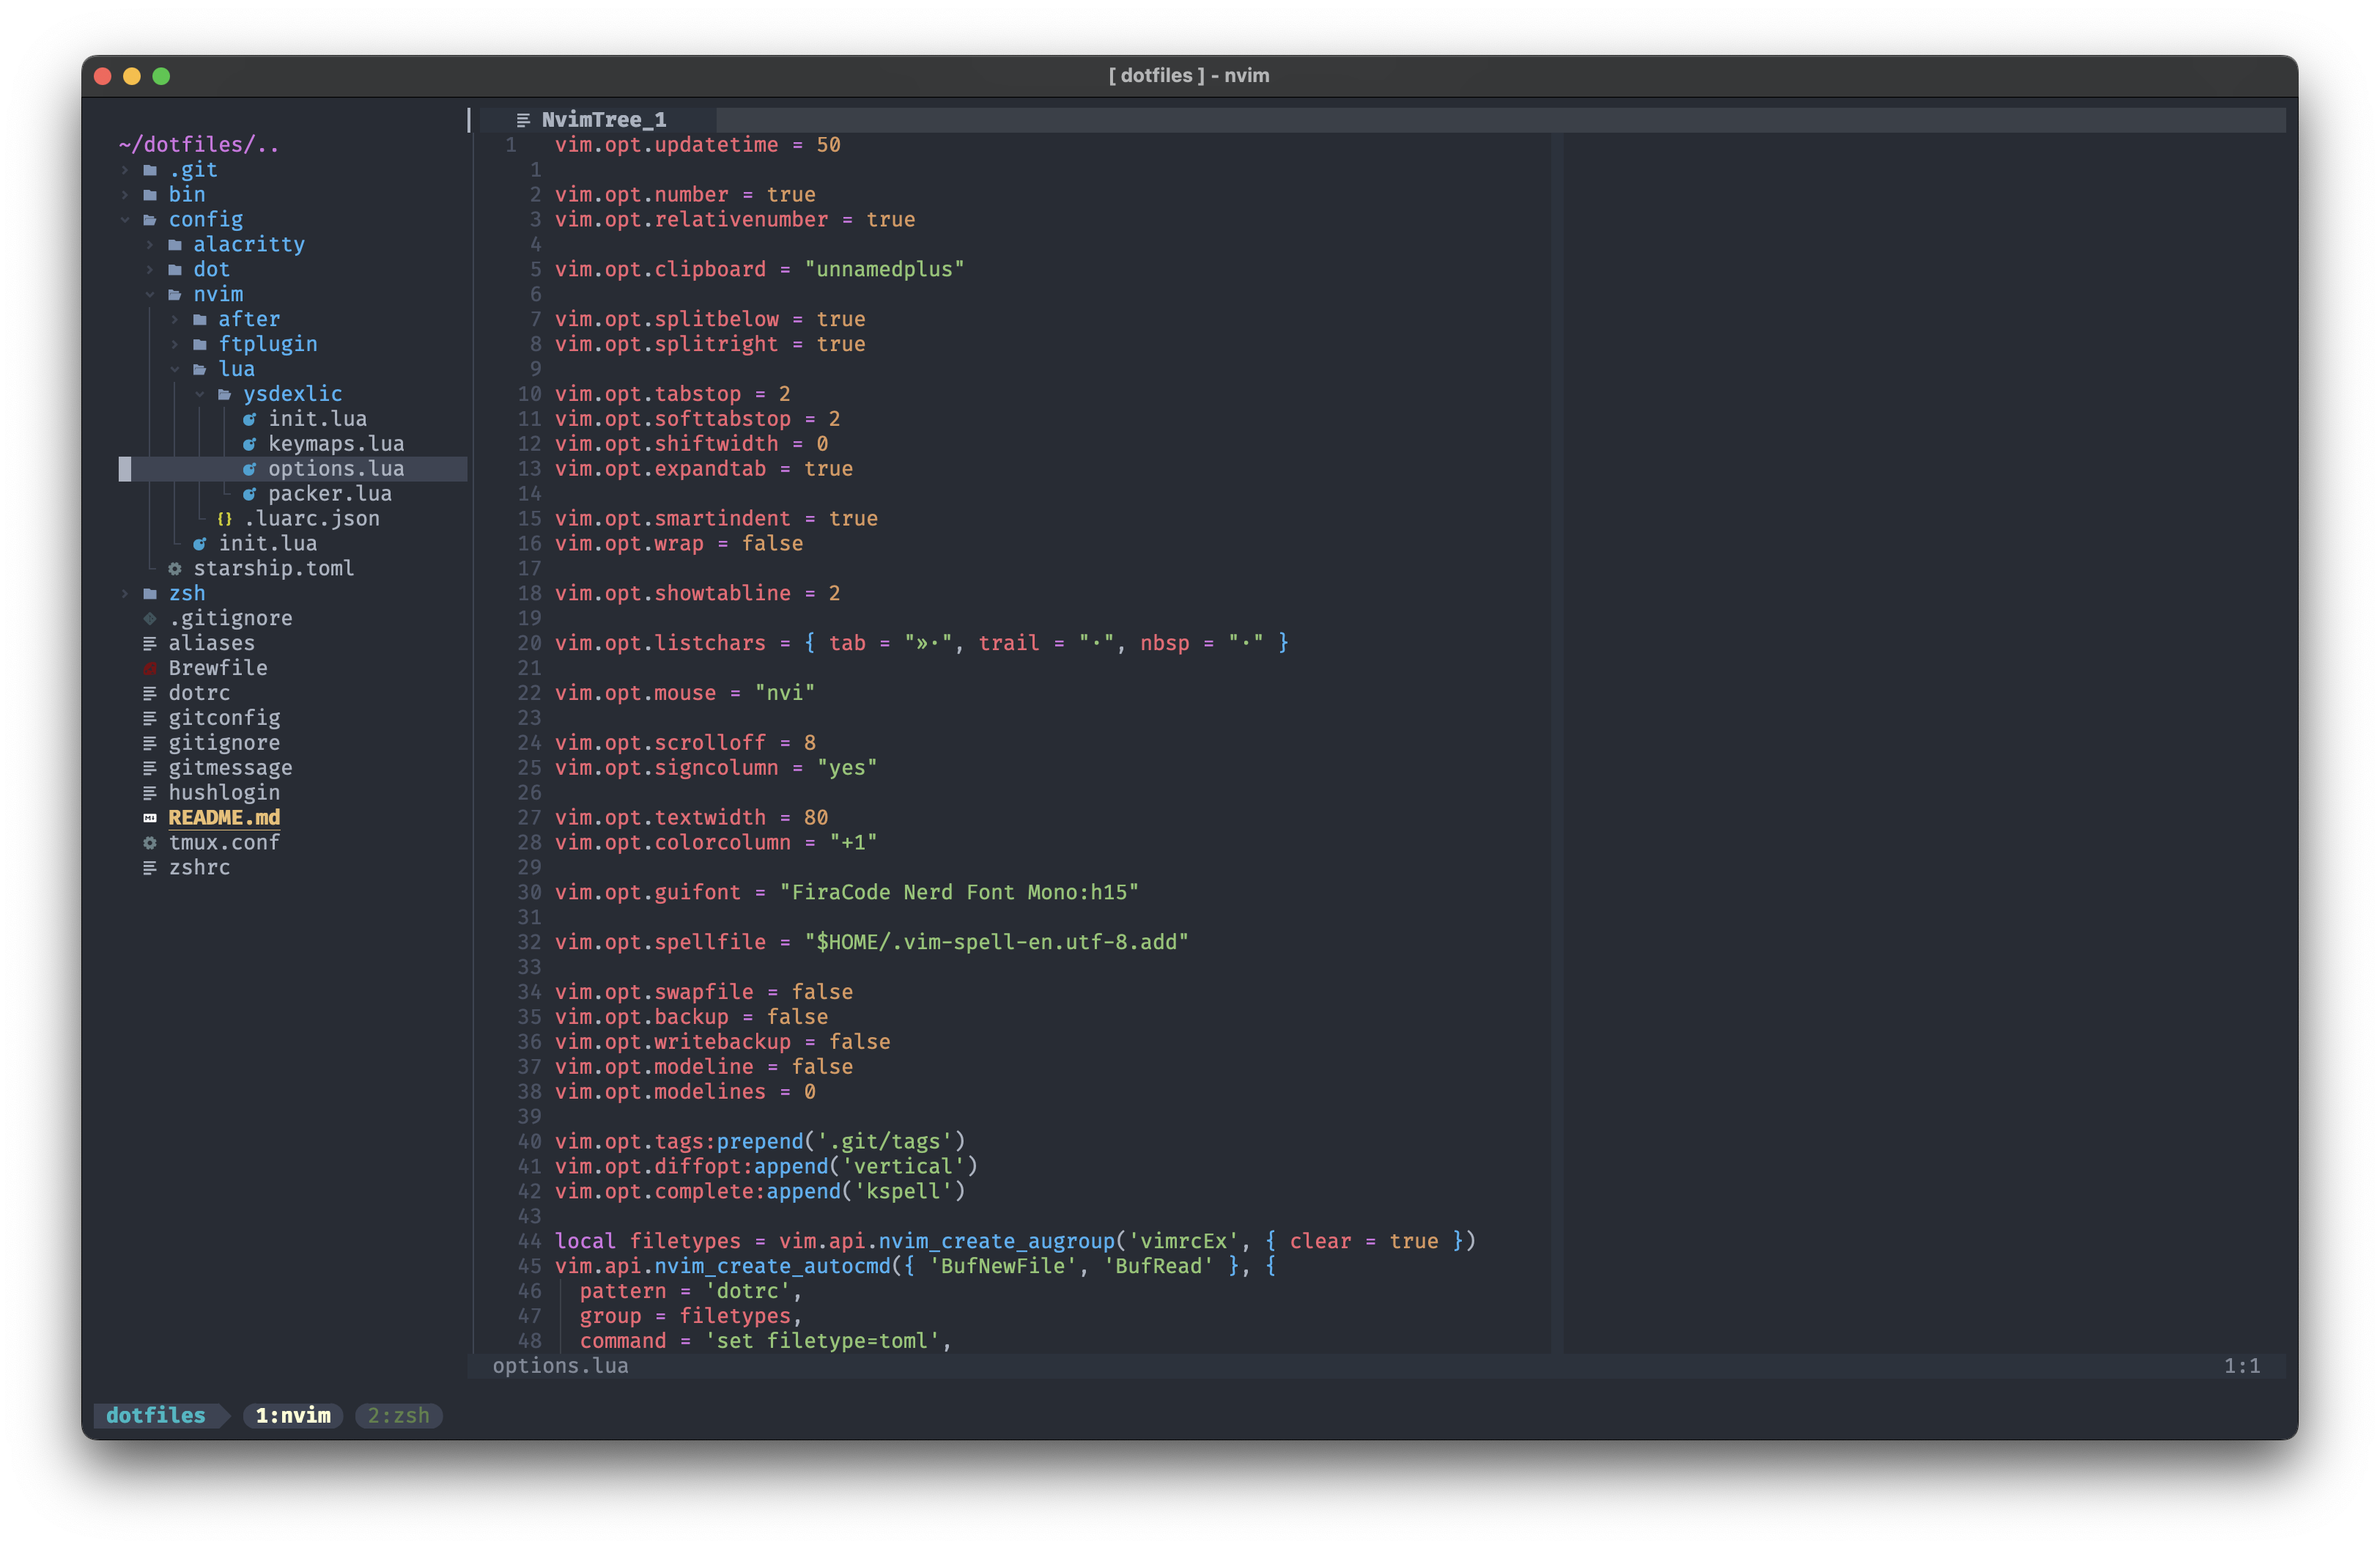 [ dotfiles ] - nvim
~/dotfiles/..
.git
bin
config
alacritty
dot
nvim
after
ftplugin
lua
ysdexlic
init.lua
keymaps.lua
options.lua
packer.lua
{} .luarc.json
init.lua
starship.toml
zsh
.gitignore
aliases
Brewfile
dotrc
gitconfig
gitignore
gitmessage
hushlogin
README.md
tmux.conf
zshrc
NvimTree_1
1 vim.opt.updatetime = 50
1
2 vim.opt.number = true
3 vim.opt.relativenumber = true
4
5 vim.opt.clipboard = "unnamedplus"
6
7 vim.opt.splitbelow = true
8 vim.opt.splitright = true
9
10 vim.opt.tabstop = 2
11 vim.opt.softtabstop = 2
12 vim.opt.shiftwidth = 0
13 vim.opt.expandtab = true
14
15 vim.opt.smartindent = true
16 vim.opt.wrap = false
17
18 vim.opt.showtabline = 2
19
20 vim.opt.listchars = { tab = "»·", trail = "·", nbsp = "·" }
21
22 vim.opt.mouse = "nvi"
23
24 vim.opt.scrolloff = 8
25 vim.opt.signcolumn = "yes"
26
27 vim.opt.textwidth = 80
28 vim.opt.colorcolumn = "+1"
29
30 vim.opt.guifont = "FiraCode Nerd Font Mono:h15"
31
32 vim.opt.spellfile = "$HOME/.vim-spell-en.utf-8.add"
33
34 vim.opt.swapfile = false
35 vim.opt.backup = false
36 vim.opt.writebackup = false
37 vim.opt.modeline = false
38 vim.opt.modelines = 0
39
40 vim.opt.tags:prepend('.git/tags')
41 vim.opt.diffopt:append('vertical')
42 vim.opt.complete:append('kspell')
43
44 local filetypes = vim.api.nvim_create_augroup('vimrcEx', { clear = true })
45 vim.api.nvim_create_autocmd({ 'BufNewFile', 'BufRead' }, {
46 pattern = 'dotrc',
47 group = filetypes,
48 command = 'set filetype=toml',
options.lua 1:1
dotfiles 1:nvim 2:zsh